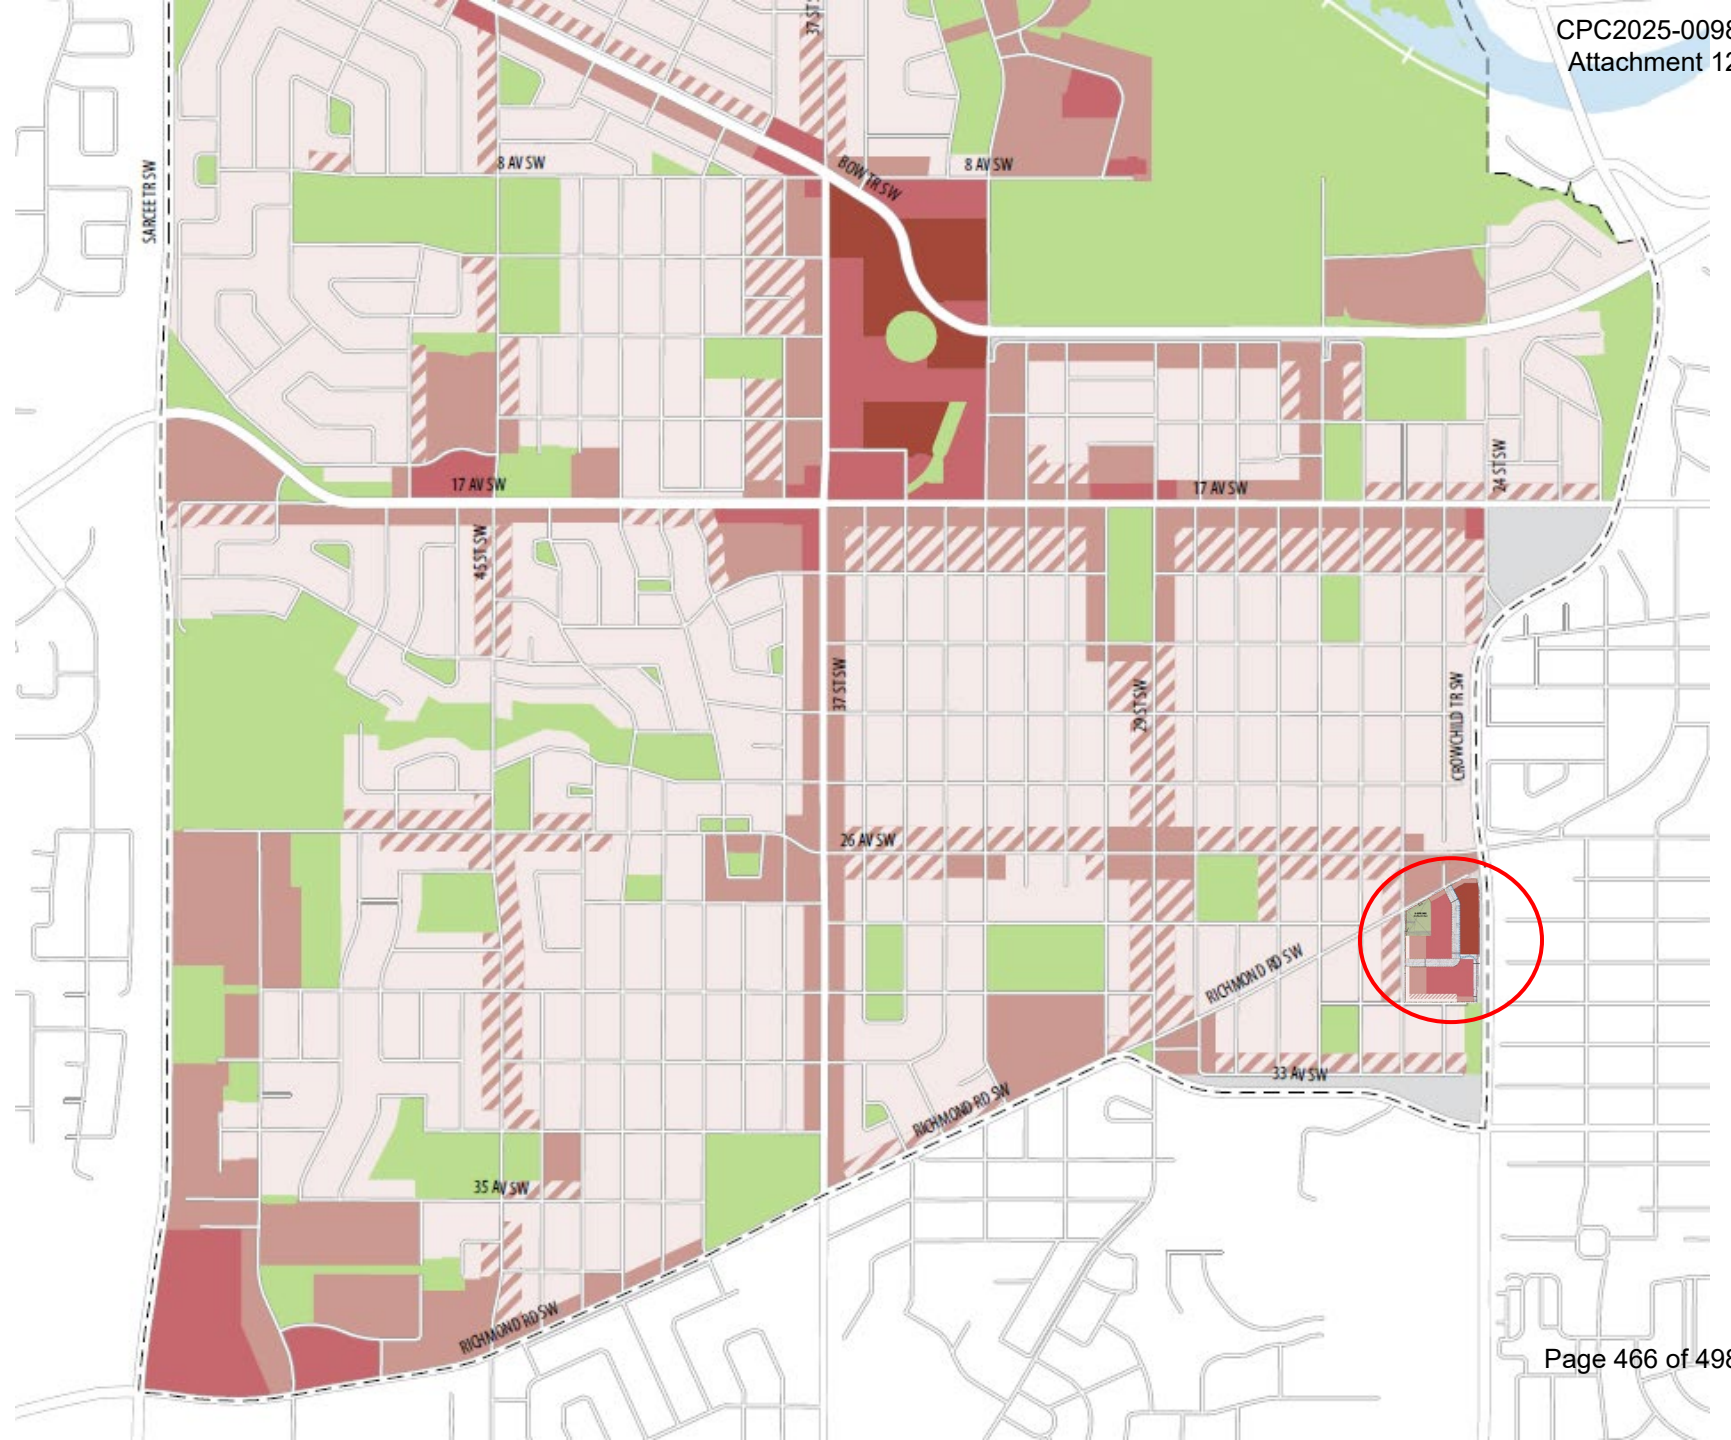 CPC2025-0098
Attachment 12
37 ST S
8 AV SW
8 AV SW
BOW TR SW
SARCEE TR SW
17 AV SW
17 AV SW
24 ST SW
45 ST SW
37 ST SW
29 ST SW
CROWCHILD TR SW
26 AV SW
RICHMOND RD SW
33 AV SW
RICHMOND RD SW
35 AV SW
RICHMOND RD SW
Page 466 of 498